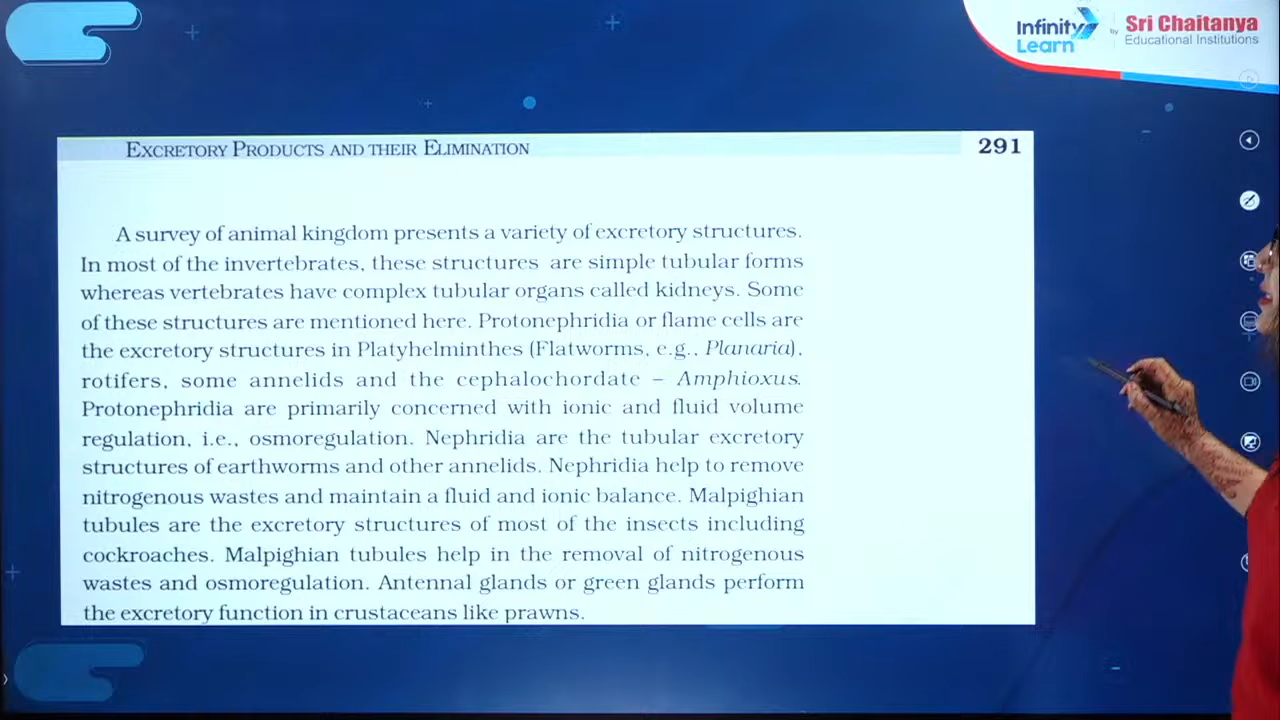 Infinity Learn by Sri Chaitanya Educational Institutions
EXCRETORY PRODUCTS AND THEIR ELIMINATION 291
A survey of animal kingdom presents a variety of excretory structures.
In most of the invertebrates, these structures are simple tubular forms
whereas vertebrates have complex tubular organs called kidneys. Some
of these structures are mentioned here. Protonephridia or flame cells are
the excretory structures in Platyhelminthes (Flatworms, e.g., Planaria),
rotifers, some annelids and the cephalochordate – Amphioxus.
Protonephridia are primarily concerned with ionic and fluid volume
regulation, i.e., osmoregulation. Nephridia are the tubular excretory
structures of earthworms and other annelids. Nephridia help to remove
nitrogenous wastes and maintain a fluid and ionic balance. Malpighian
tubules are the excretory structures of most of the insects including
cockroaches. Malpighian tubules help in the removal of nitrogenous
wastes and osmoregulation. Antennal glands or green glands perform
the excretory function in crustaceans like prawns.